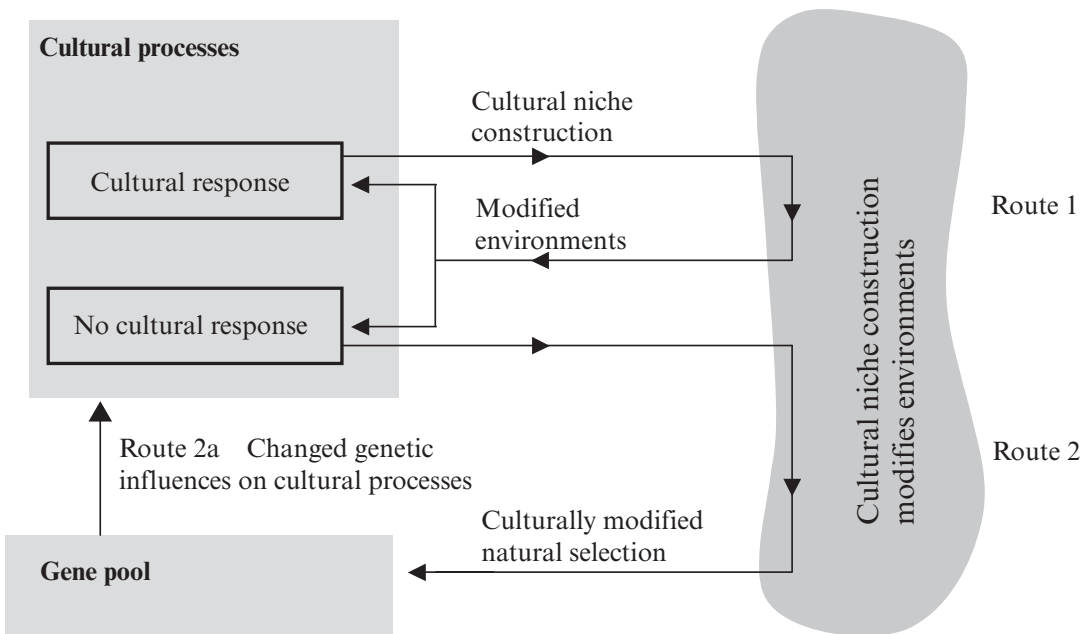 Cultural processes
Cultural niche
construction
Cultural response
Modified
environments
Route 1
No cultural response
Cultural niche construction
modifies environments
Route 2a Changed genetic
influences on cultural processes
Route 2
Culturally modified
natural selection
Gene pool